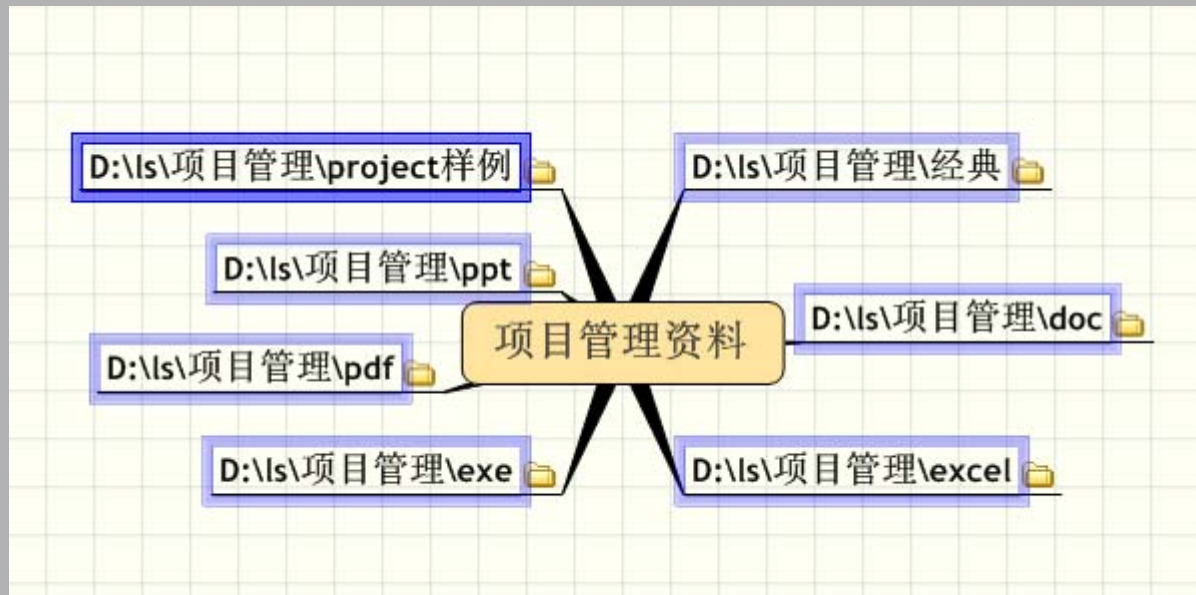 D:\ls\项目管理\project样例
D:\ls\项目管理\经典
D:\ls\项目管理\ppt
项目管理资料
D:\ls\项目管理\doc
D:\ls\项目管理\pdf
D:\ls\项目管理\exe
D:\ls\项目管理\excel